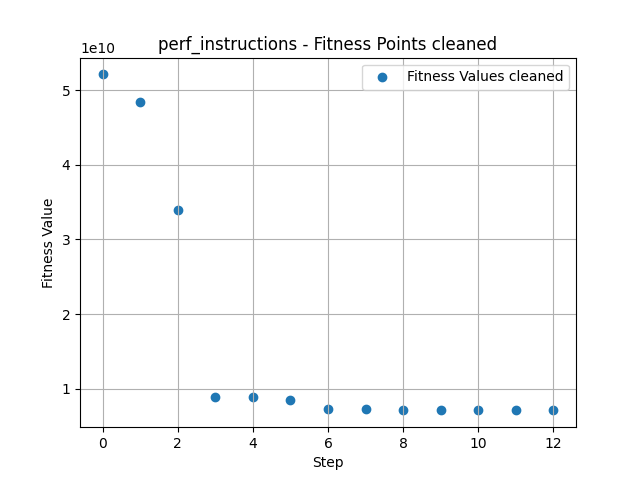 perf_instructions - Fitness Points cleaned
1e10
Fitness Values cleaned
5
4
3
2
1
Fitness Value
0 2 4 6 8 10 12
Step